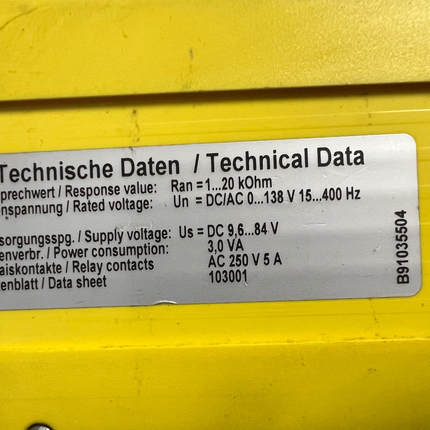 Technische Daten / Technical Data
prechwert / Response value: Ran =1...20 kOhm
nspannung / Rated voltage: Un = DC/AC 0...138 V 15...400 Hz
sorgungsspg. / Supply voltage: Us = DC 9,6...84 V
enverbr. / Power consumption: 3,0 VA
aiskontakte / Relay contacts AC 250 V 5 A
enblatt / Data sheet 103001
B91035504